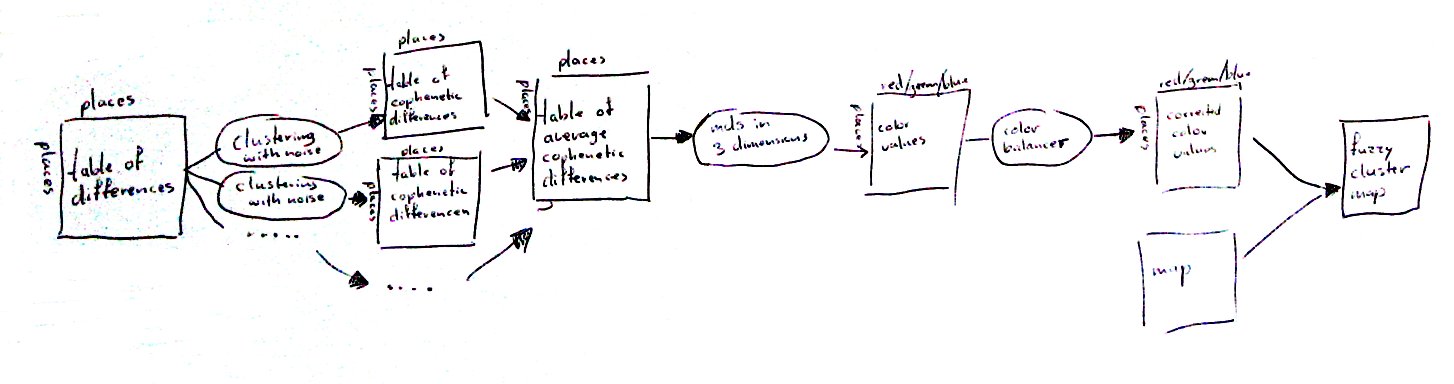 places
places
table of
differences
clustering
with noise
clustering
with noise
.....
places
places
table of
cophenetic
differences
places
places
table of
cophenetic
differencen
....
places
places
table of
average
cophenetic
differences
mds in
3 dimensions
red/green/blue
places
color
values
color
balancer
red/green/blue
places
corrected
color
values
map
fuzzy
cluster
map